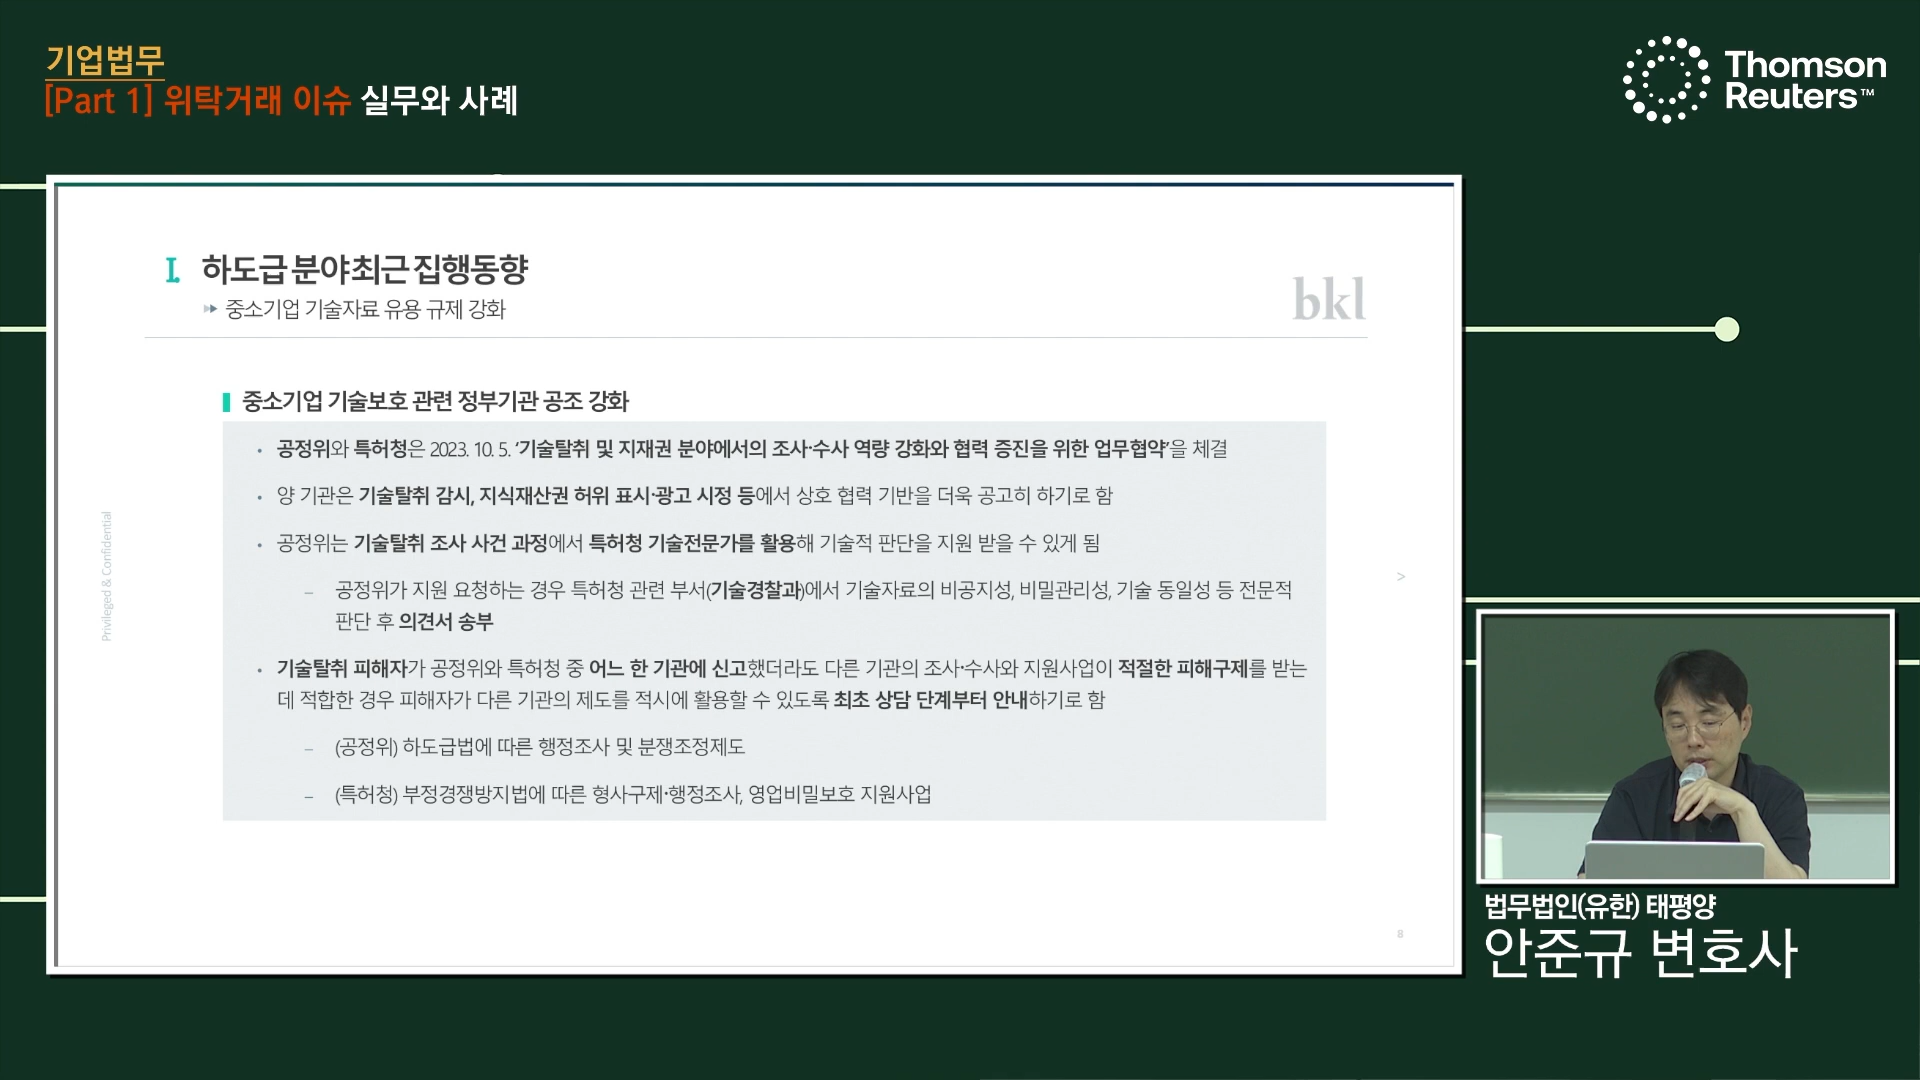 기업법무
[Part 1] 위탁거래 이슈 실무와 사례
Thomson
Reuters™
I. 하도급 분야 최근 집행동향
중소기업 기술자료 유용 규제 강화
bkl
중소기업 기술보호 관련 정부기관 공조 강화
• 공정위와 특허청은 2023. 10. 5. ‘기술탈취 및 지재권 분야에서의 조사·수사 역량 강화와 협력 증진을 위한 업무협약’을 체결
• 양 기관은 기술탈취 감시, 지식재산권 허위 표시·광고 시정 등에서 상호 협력 기반을 더욱 공고히 하기로 함
• 공정위는 기술탈취 조사 사건 과정에서 특허청 기술전문가를 활용해 기술적 판단을 지원 받을 수 있게 됨
– 공정위가 지원 요청하는 경우 특허청 관련 부서(기술경찰과)에서 기술자료의 비공지성, 비밀관리성, 기술 동일성 등 전문적
판단 후 의견서 송부
• 기술탈취 피해자가 공정위와 특허청 중 어느 한 기관에 신고했더라도 다른 기관의 조사·수사와 지원사업이 적절한 피해구제를 받는
데 적합한 경우 피해자가 다른 기관의 제도를 적시에 활용할 수 있도록 최초 상담 단계부터 안내하기로 함
– (공정위) 하도급법에 따른 행정조사 및 분쟁조정제도
– (특허청) 부정경쟁방지법에 따른 형사구제·행정조사, 영업비밀보호 지원사업
Privileged & Confidential
>
8
법무법인(유한) 태평양
안준규 변호사